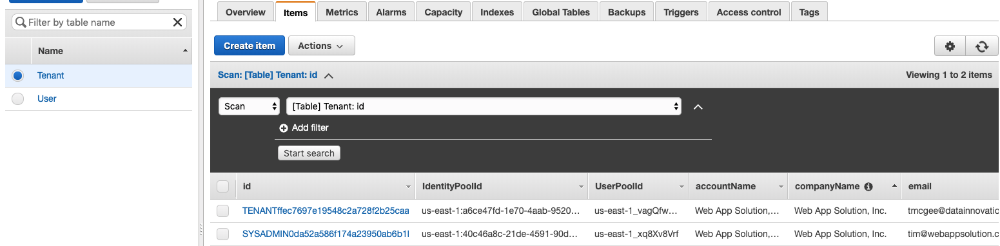 Overview Items Metrics Alarms Capacity Indexes Global Tables Backups Triggers Access control Tags
Filter by table name
Name
Tenant
User
Create item Actions
Scan: [Table] Tenant: id Viewing 1 to 2 items
Scan [Table] Tenant: id
Add filter
Start search
id IdentityPoolId UserPoolId accountName companyName email
TENANTffec7697e19548c2a728f2b25caa us-east-1:a6ce47fd-1e70-4aab-9520... us-east-1_vagQfw... Web App Solution,... Web App Solution, Inc. tmcgee@datainnovatio
SYSADMIN0da52a586f174a23950ab6b1 us-east-1:40c46a8c-21de-4591-90d... us-east-1_xq8Xv8Vrf Web App Solution,... Web App Solution, Inc. tim@webappsolution.c